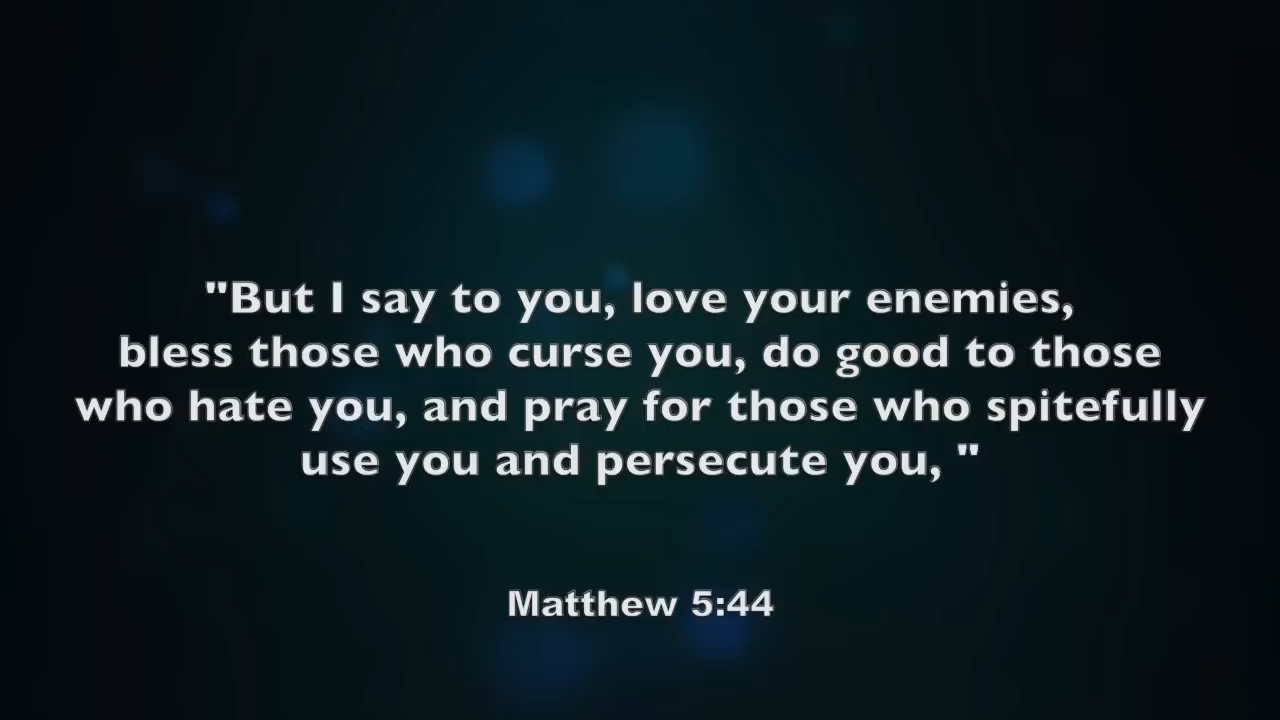 "But I say to you, love your enemies,
bless those who curse you, do good to those
who hate you, and pray for those who spitefully
use you and persecute you, "
Matthew 5:44